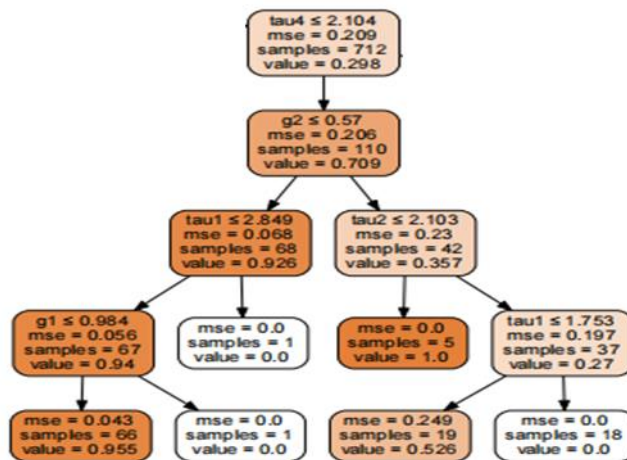 tau4 ≤ 2.104
mse = 0.209
samples = 712
value = 0.298
g2 ≤ 0.57
mse = 0.206
samples = 110
value = 0.709
tau1 ≤ 2.849
mse = 0.068
samples = 68
value = 0.926
tau2 ≤ 2.103
mse = 0.23
samples = 42
value = 0.357
g1 ≤ 0.984
mse = 0.056
samples = 67
value = 0.94
mse = 0.0
samples = 1
value = 0.0
mse = 0.0
samples = 5
value = 1.0
tau1 ≤ 1.753
mse = 0.197
samples = 37
value = 0.27
mse = 0.043
samples = 66
value = 0.955
mse = 0.0
samples = 1
value = 0.0
mse = 0.249
samples = 19
value = 0.526
mse = 0.0
samples = 18
value = 0.0